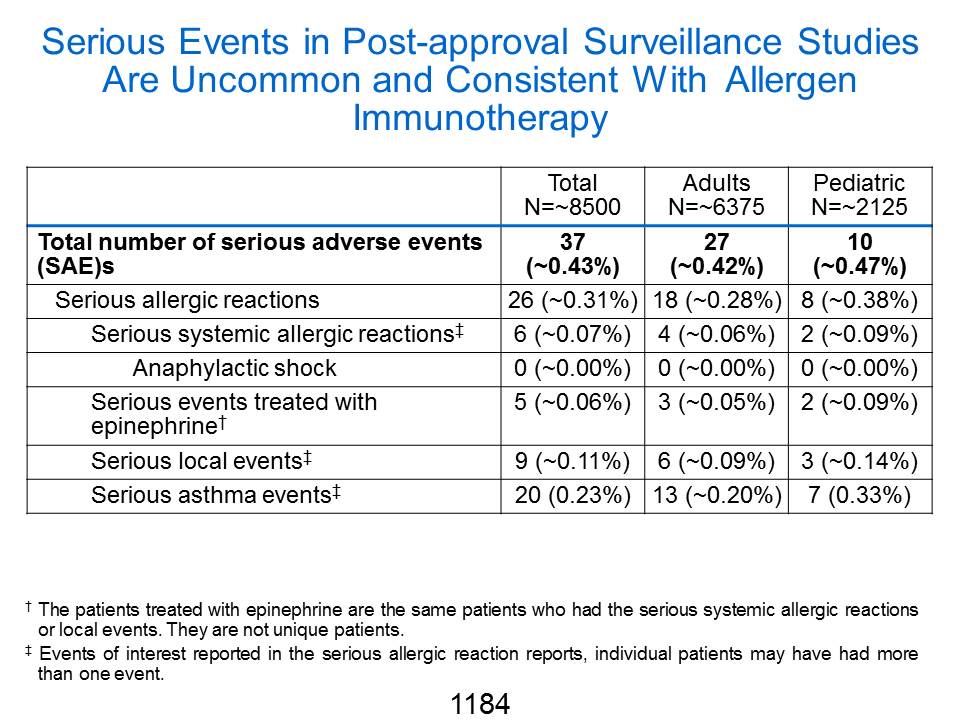 Serious Events in Post-approval Surveillance Studies
Are Uncommon and Consistent With Allergen
Immunotherapy
Total
N=~8500
Adults
N=~6375
Pediatric
N=~2125
Total number of serious adverse events
(SAE)s
37
(~0.43%)
27
(~0.42%)
10
(~0.47%)
Serious allergic reactions 26 (~0.31%) 18 (~0.28%) 8 (~0.38%)
Serious systemic allergic reactions‡ 6 (~0.07%) 4 (~0.06%) 2 (~0.09%)
Anaphylactic shock 0 (~0.00%) 0 (~0.00%) 0 (~0.00%)
Serious events treated with
epinephrine†
5 (~0.06%) 3 (~0.05%) 2 (~0.09%)
Serious local events‡ 9 (~0.11%) 6 (~0.09%) 3 (~0.14%)
Serious asthma events‡ 20 (0.23%) 13 (~0.20%) 7 (0.33%)
† The patients treated with epinephrine are the same patients who had the serious systemic allergic reactions
or local events. They are not unique patients.
‡ Events of interest reported in the serious allergic reaction reports, individual patients may have had more
than one event.
1184